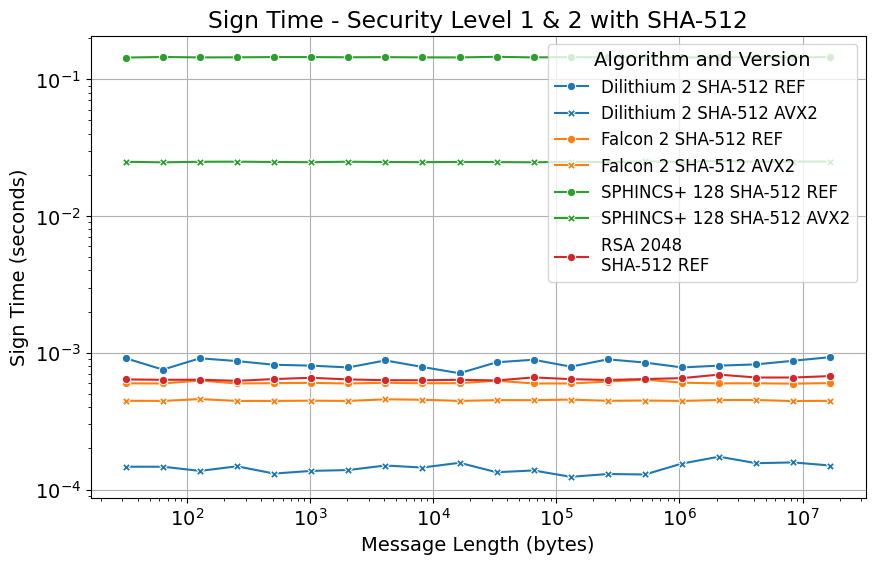 Sign Time - Security Level 1 & 2 with SHA-512
Sign Time (seconds)
10⁻¹
10⁻²
10⁻³
10⁻⁴
Algorithm and Version
Dilithium 2 SHA-512 REF
Dilithium 2 SHA-512 AVX2
Falcon 2 SHA-512 REF
Falcon 2 SHA-512 AVX2
SPHINCS+ 128 SHA-512 REF
SPHINCS+ 128 SHA-512 AVX2
RSA 2048
SHA-512 REF
10² 10³ 10⁴ 10⁵ 10⁶ 10⁷
Message Length (bytes)